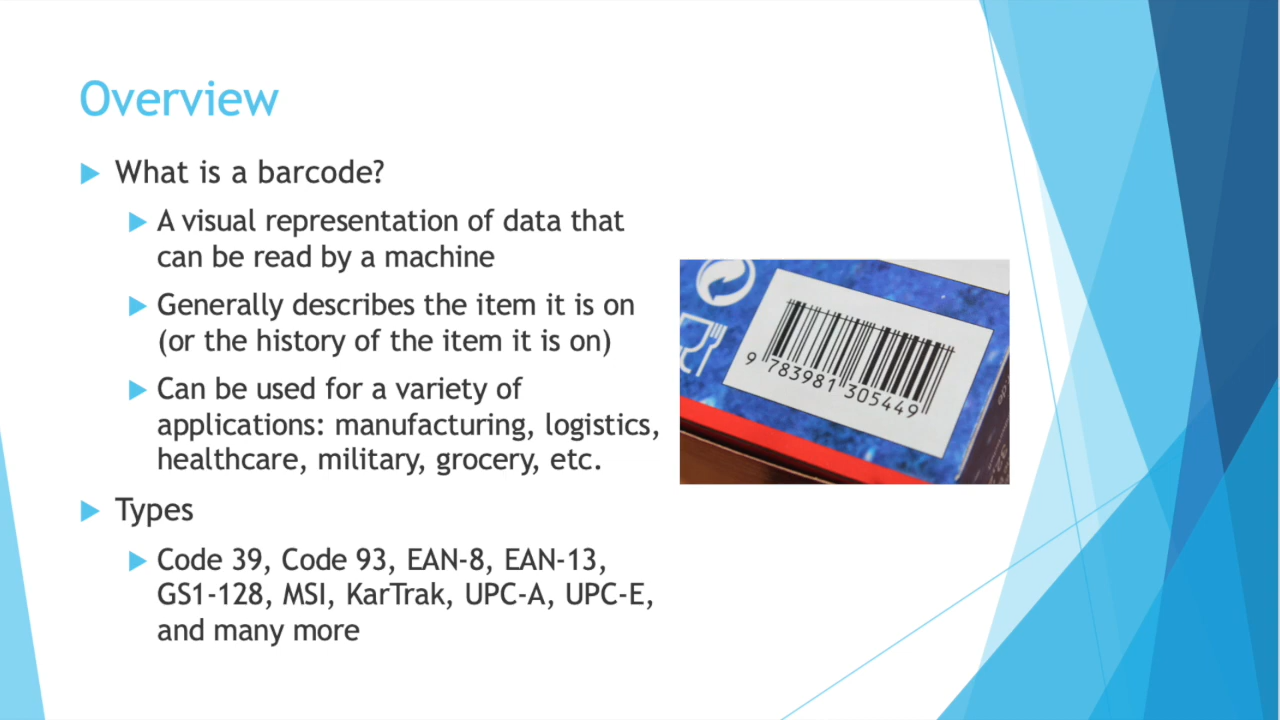 Overview
What is a barcode?
A visual representation of data that
can be read by a machine
Generally describes the item it is on
(or the history of the item it is on)
Can be used for a variety of
applications: manufacturing, logistics,
healthcare, military, grocery, etc.
Types
Code 39, Code 93, EAN-8, EAN-13,
GS1-128, MSI, KarTrak, UPC-A, UPC-E,
and many more
9 783981 305449